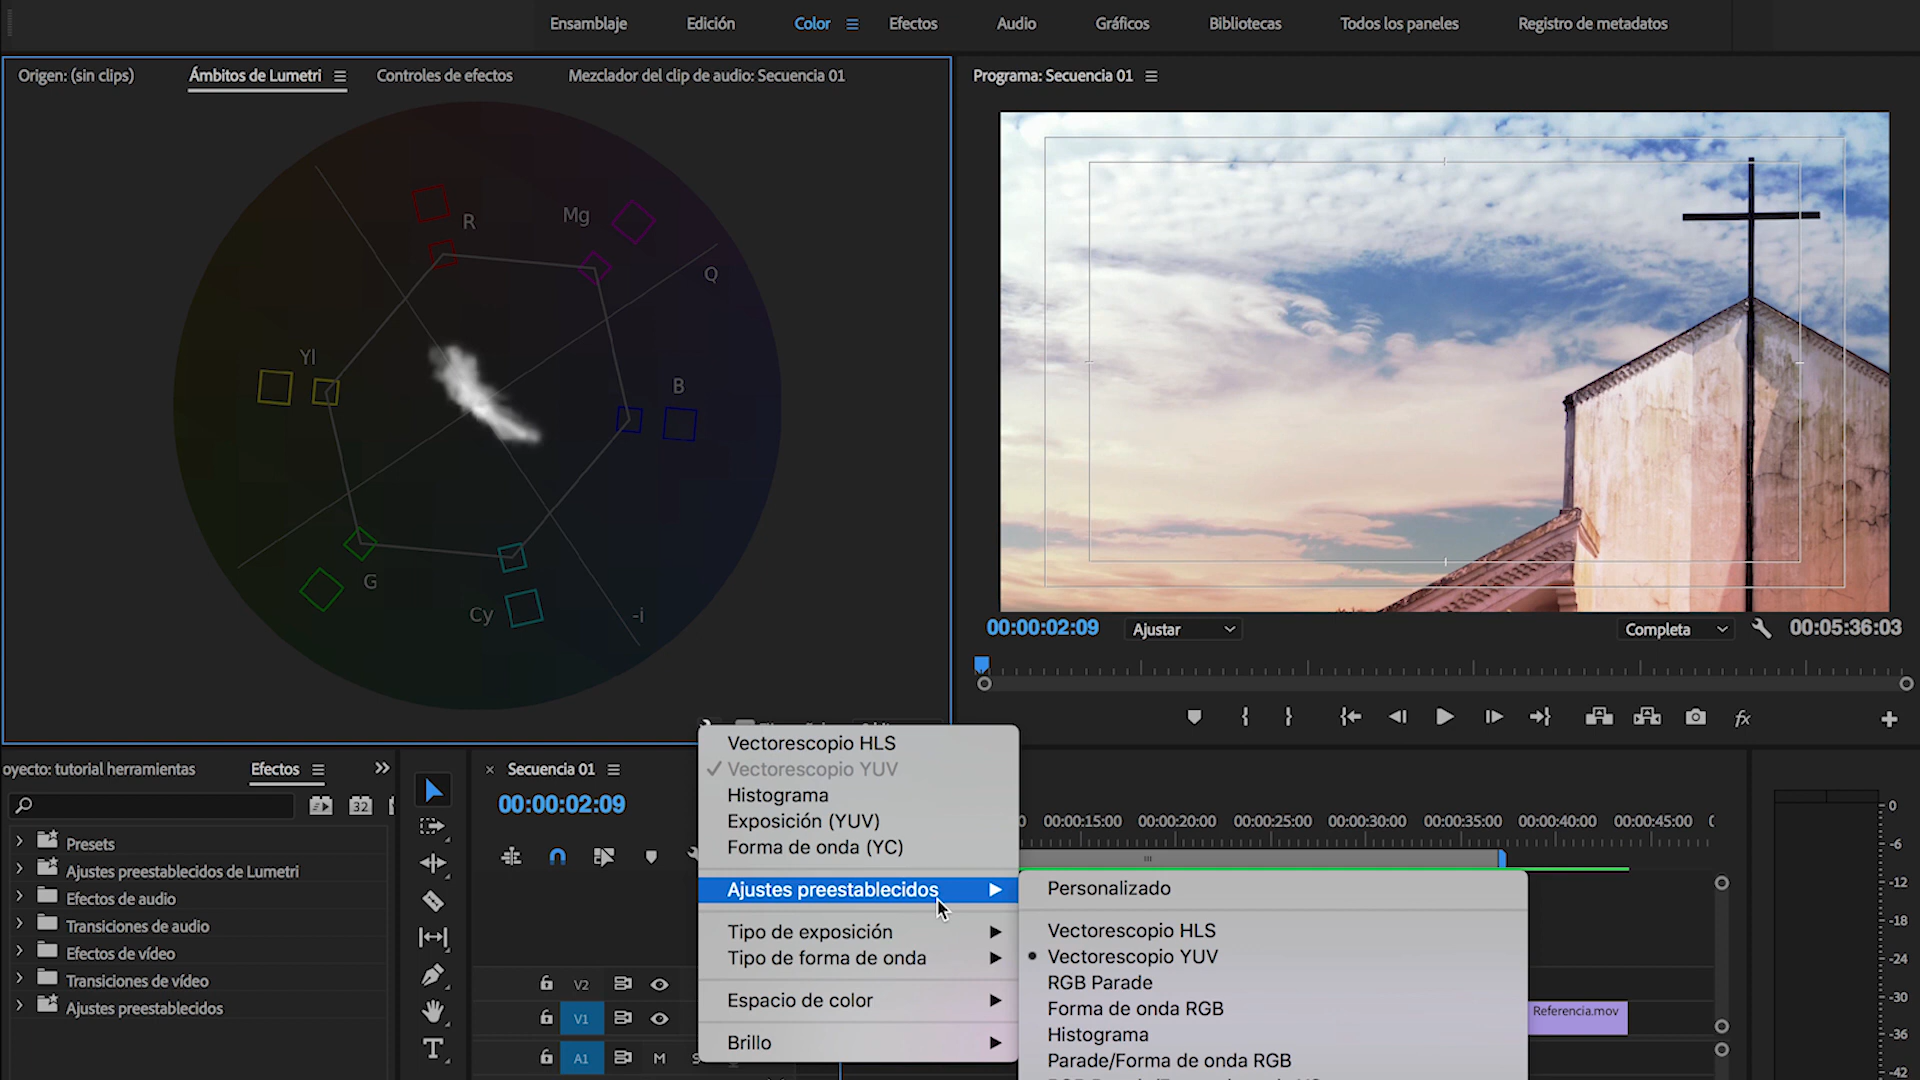 Ensamblaje
Edición
Color
Efectos
Audio
Gráficos
Bibliotecas
Todos los paneles
Registro de metadatos
Origen: (sin clips)
Ámbitos de Lumetri
Controles de efectos
Mezclador del clip de audio: Secuencia 01
Programa: Secuencia 01
R
Mg
Q
Yl
B
G
Cy
-i
00:00:02:09
Ajustar
Completa
00:05:36:03
fx
oyecto: tutorial herramientas
Efectos
32
Presets
Ajustes preestablecidos de Lumetri
Efectos de audio
Transiciones de audio
Efectos de vídeo
Transiciones de vídeo
Ajustes preestablecidos
T
Secuencia 01
00:00:02:09
V2
V1
A1
M
S
Vectorescopio HLS
Vectorescopio YUV
Histograma
Exposición (YUV)
Forma de onda (YC)
Ajustes preestablecidos
Tipo de exposición
Tipo de forma de onda
Espacio de color
Brillo
Personalizado
Vectorescopio HLS
Vectorescopio YUV
RGB Parade
Forma de onda RGB
Histograma
Parade/Forma de onda RGB
00:00:15:00
00:00:20:00
00:00:25:00
00:00:30:00
00:00:35:00
00:00:40:00
00:00:45:00
Referencia.mov
0
-6
-12
-18
-24
-30
-36
-42